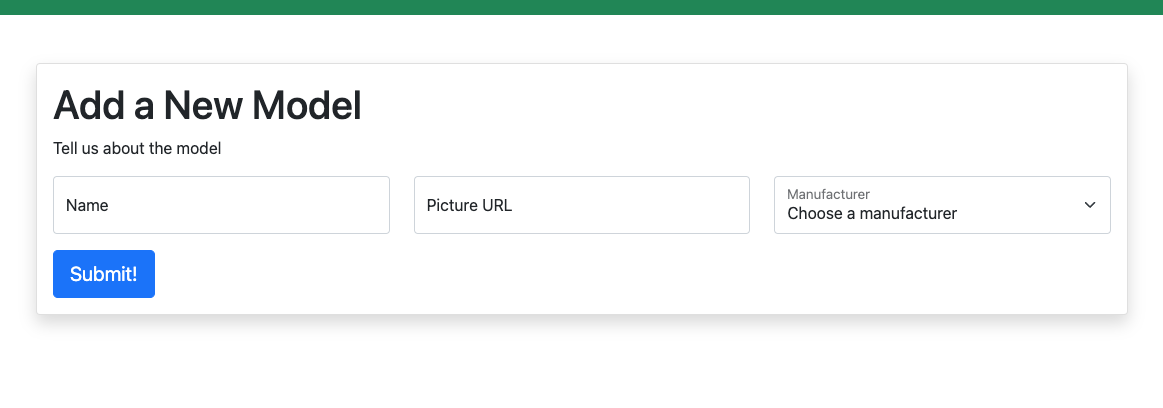 Add a New Model
Tell us about the model
Name
Picture URL
Manufacturer
Choose a manufacturer
Submit!